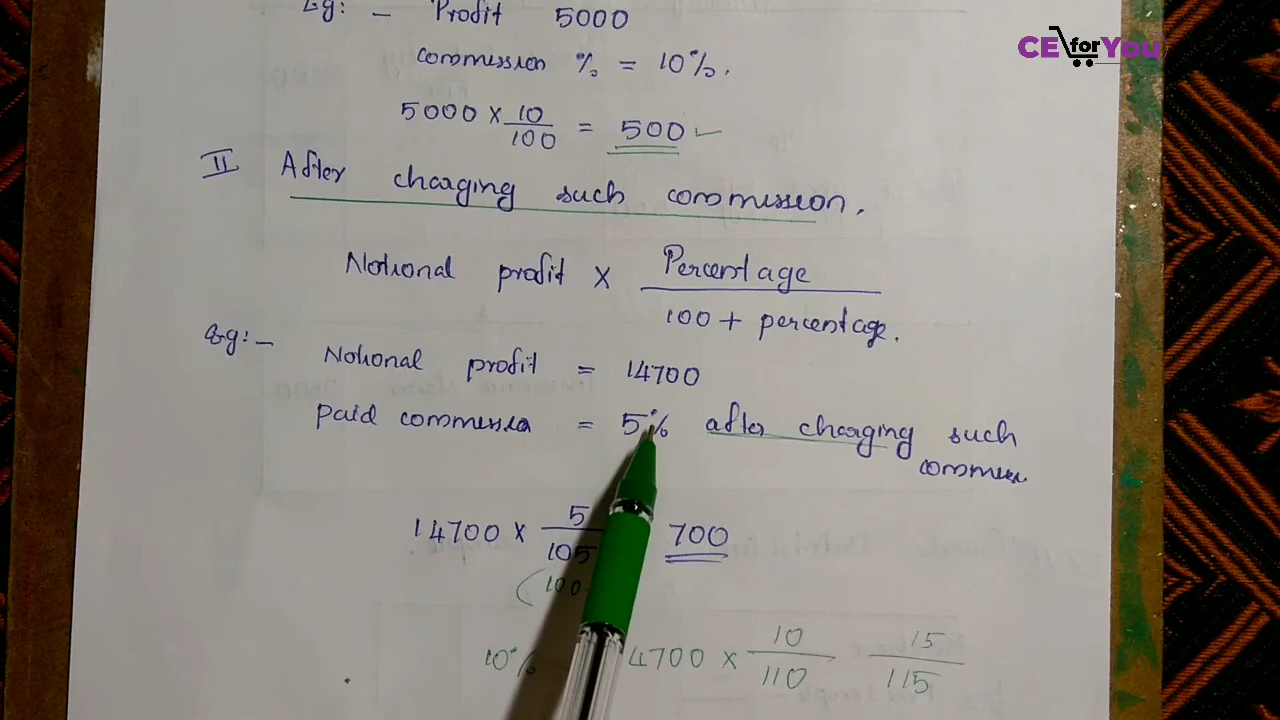 Eg: - Profit 5000
CE for You
commission % = 10%.
5000 × 10/100 = 500 ✓
II After charging such commission.
Notional profit × Percentage / 100 + percentage.
Eg:- Notional profit = 14700
paid commission = 5% after charging such
commission
14700 × 5/105 700
(100
10% 4700 × 10/110 15/115